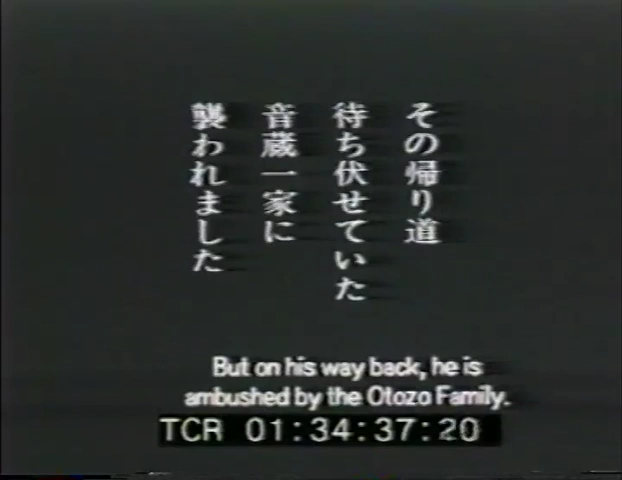 その帰り道
待ち伏せていた
音蔵一家に
襲われました
But on his way back, he is
ambushed by the Otozo Family.
TCR 01:34:37:20